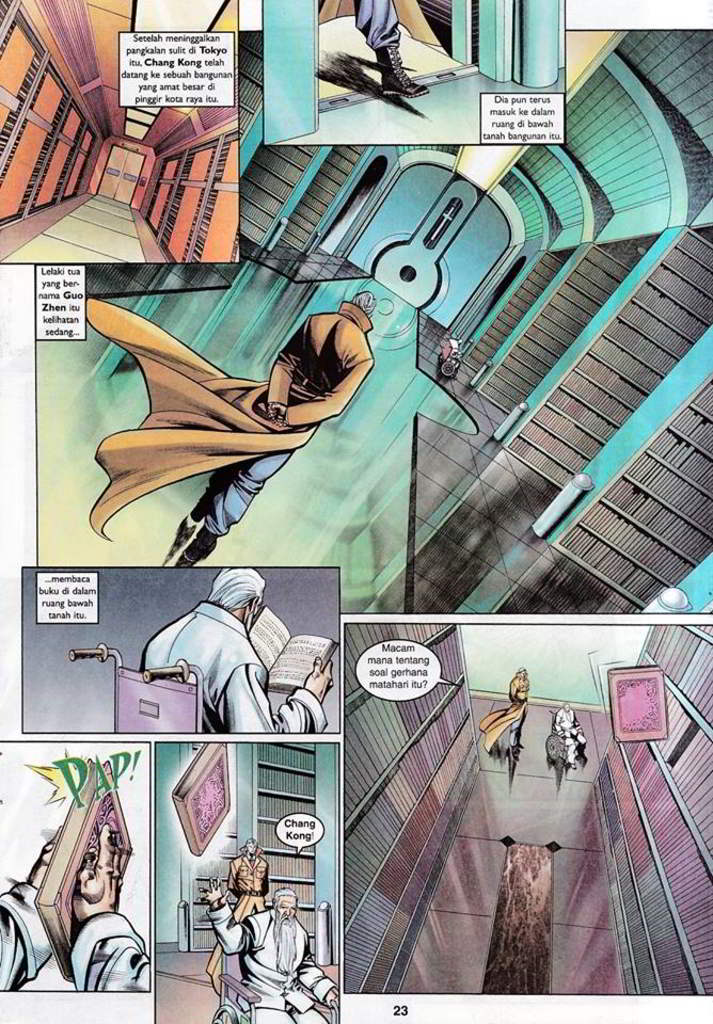 Setelah meninggalkan
pangkalan sulit di Tokyo
itu, Chang Kong telah
datang ke sebuah bangunan
yang amat besar di
pinggir kota raya itu.
Dia pun terus
masuk ke dalam
ruang di bawah
tanah bangunan itu.
Lelaki tua
yang ber-
nama Guo
Zhen itu
kelihatan
sedang...
...membaca
buku di dalam
ruang bawah
tanah itu.
PAP!
Chang
Kong!
Macam
mana tentang
soal gerhana
matahari itu?
23